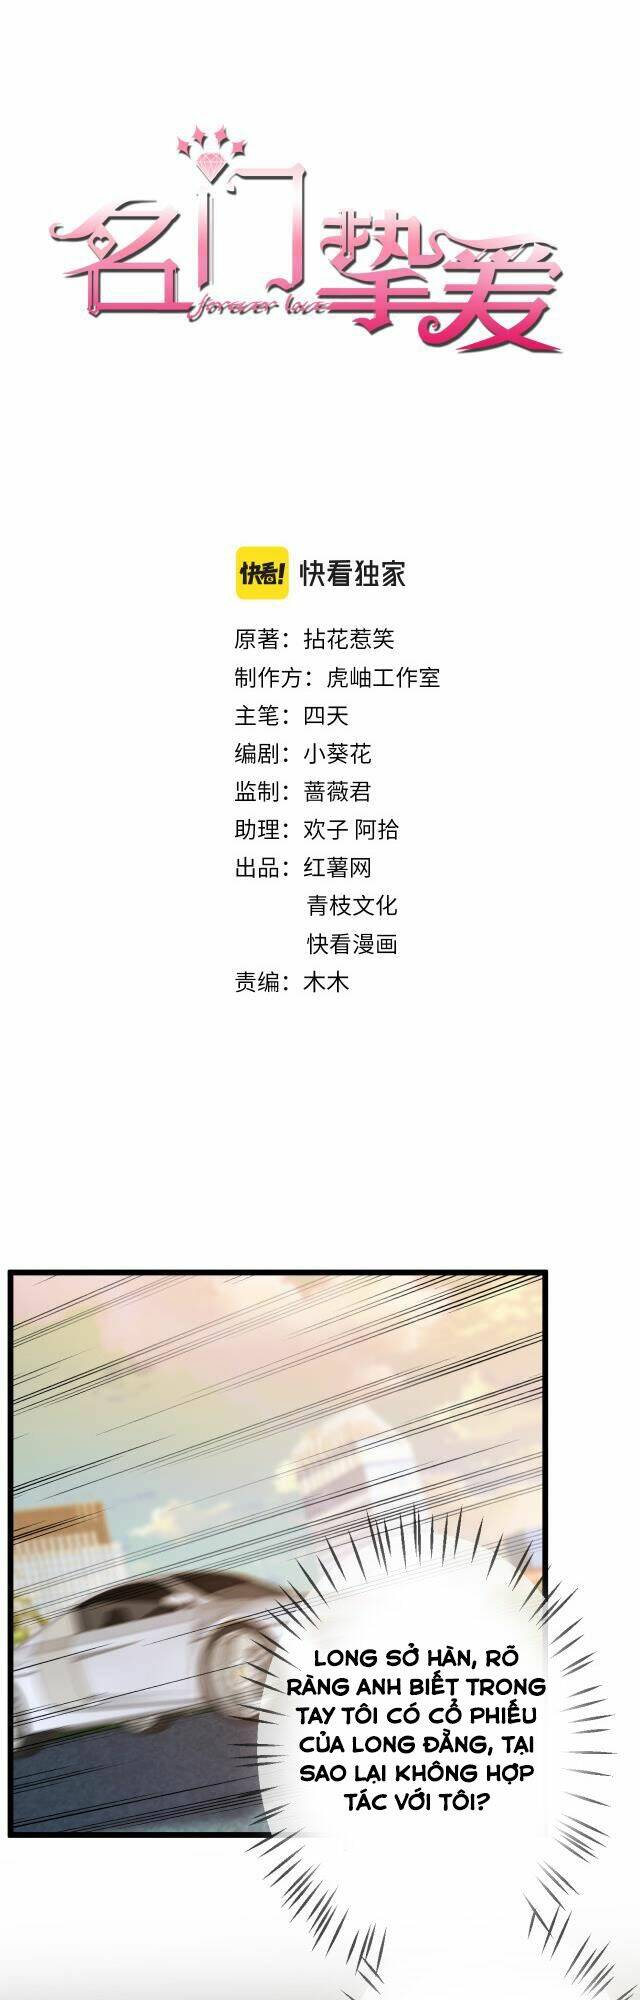 名门挚爱
forever love
快看! 快看独家
原著：拈花惹笑
制作方：虎岫工作室
主笔：四天
编剧：小葵花
监制：蔷薇君
助理：欢子 阿拾
出品：红薯网
青枝文化
快看漫画
责编：木木
LONG SỞ HÀN, RÕ
RÀNG ANH BIẾT TRONG
TAY TÔI CÓ CỔ PHIẾU
CỦA LONG ĐẰNG, TẠI
SAO LẠI KHÔNG HỢP
TÁC VỚI TÔI?